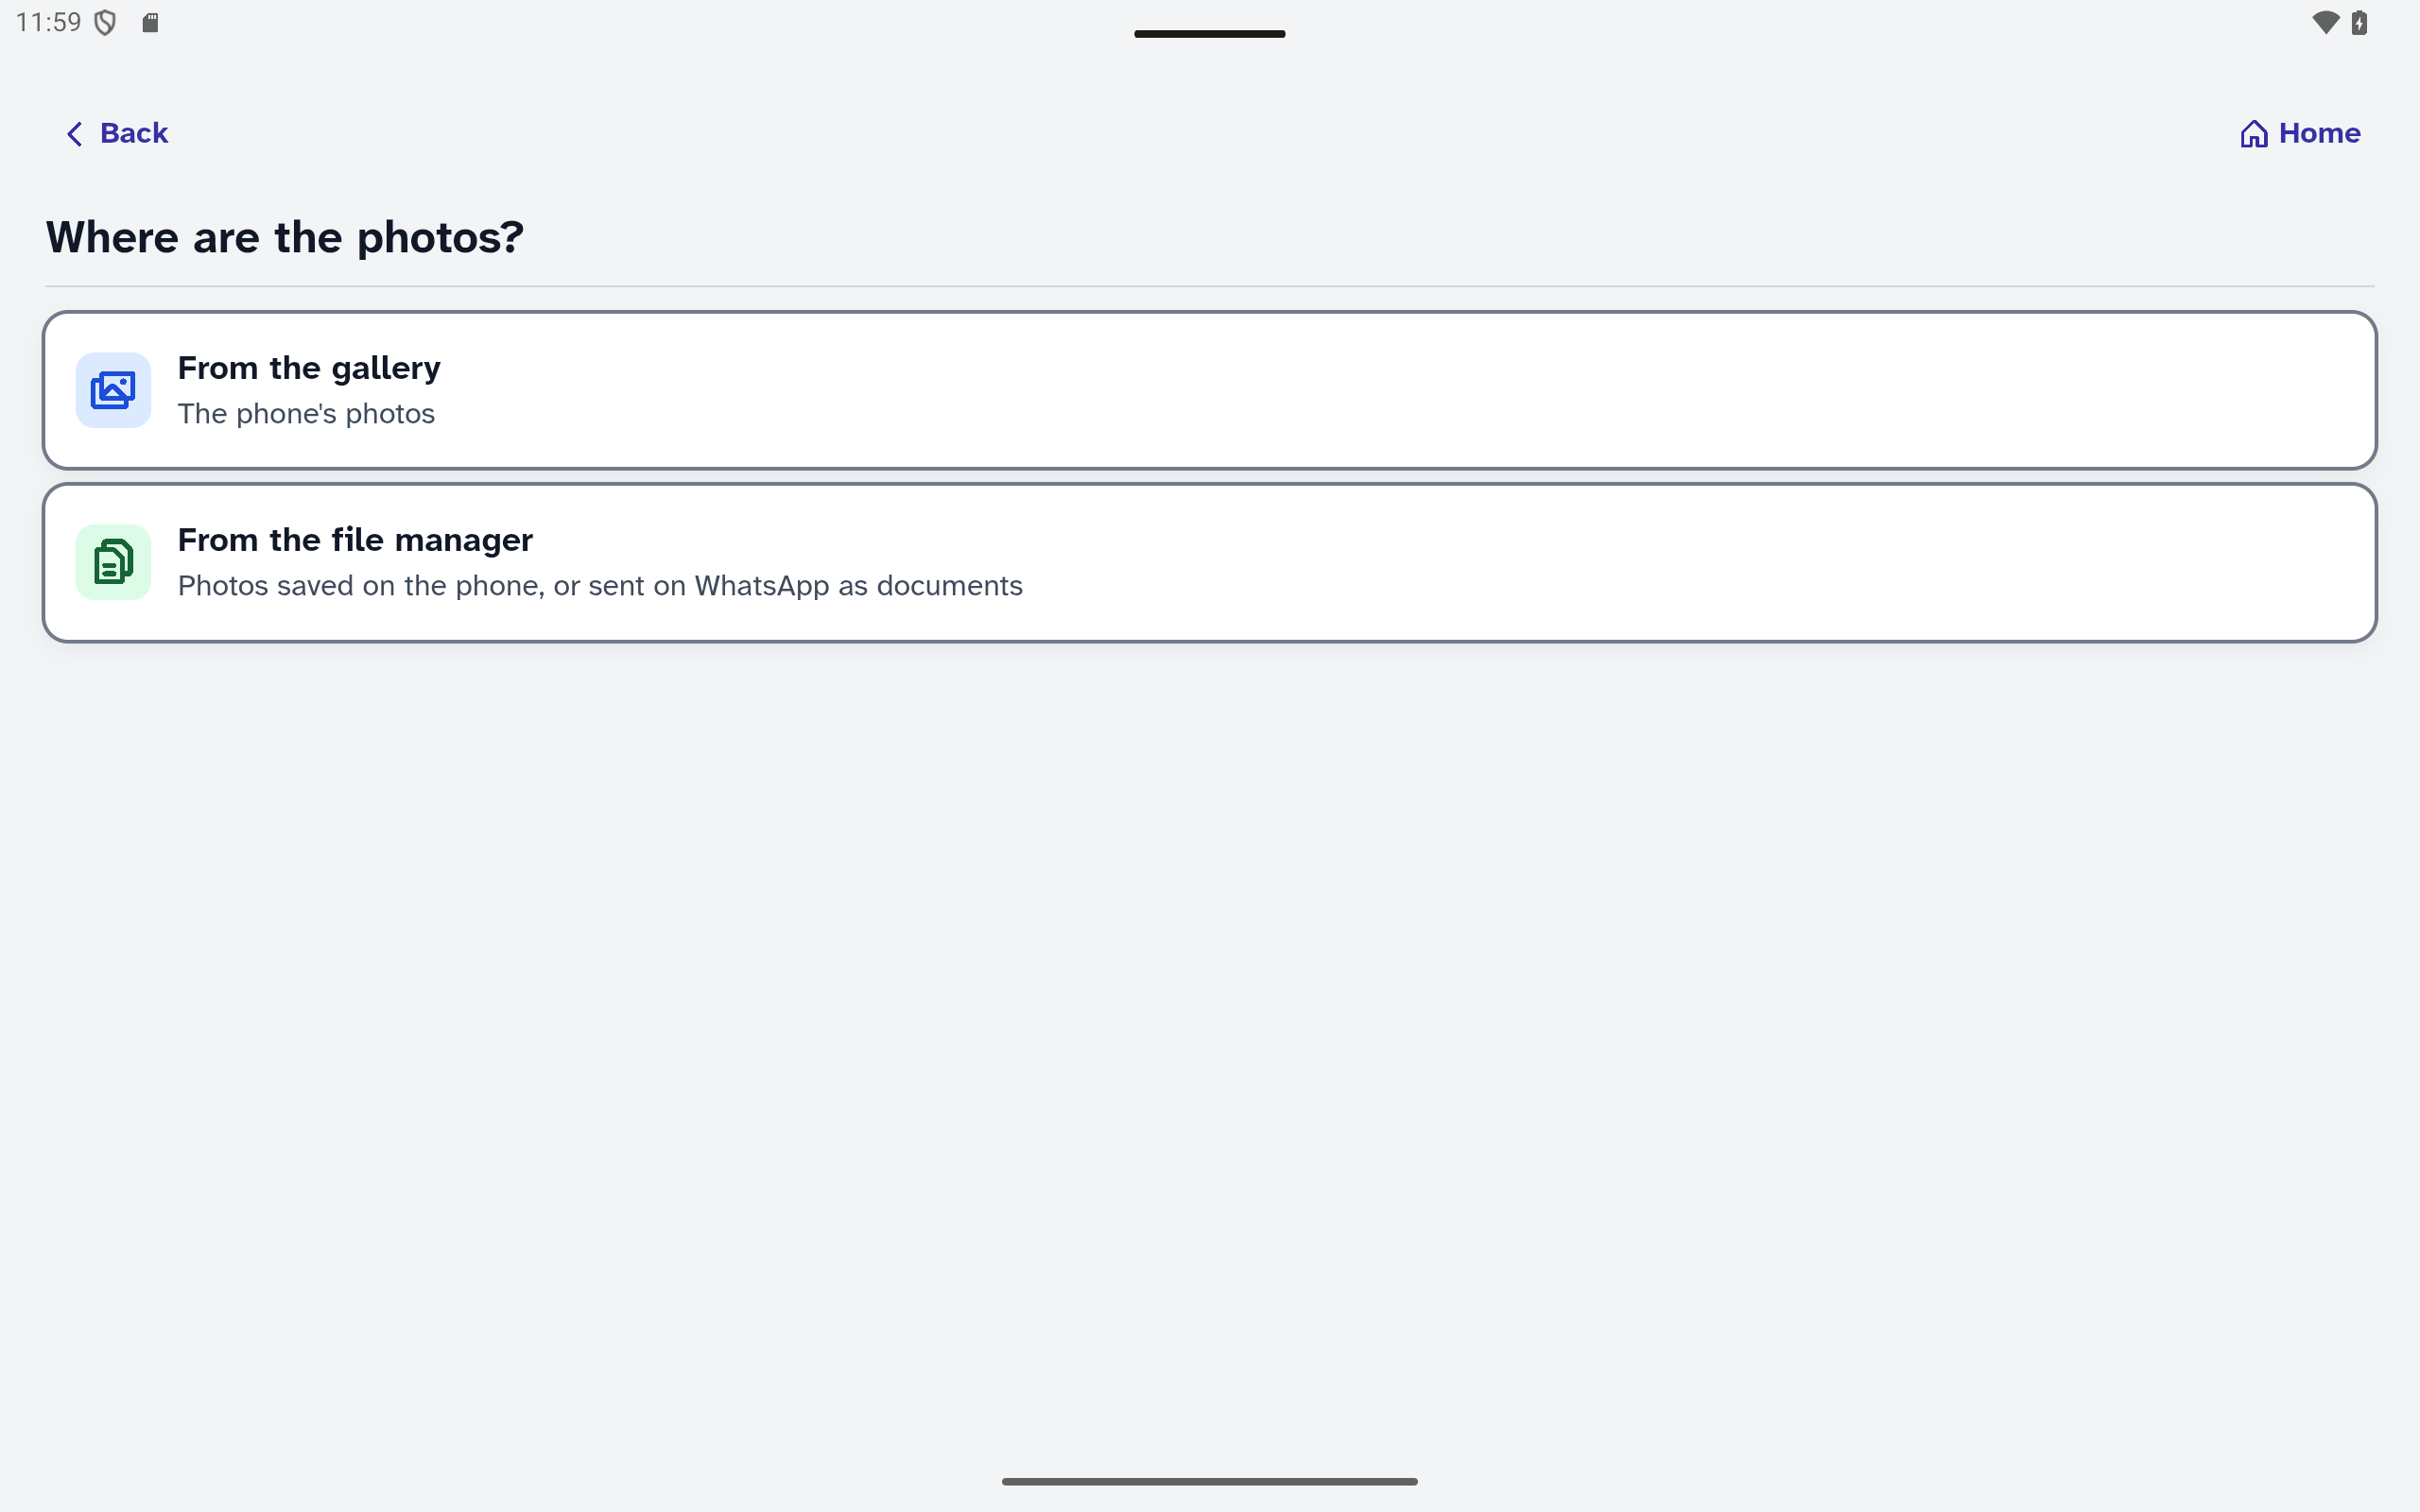 11:59
Back
Home
Where are the photos?
From the gallery
The phone's photos
From the file manager
Photos saved on the phone, or sent on WhatsApp as documents